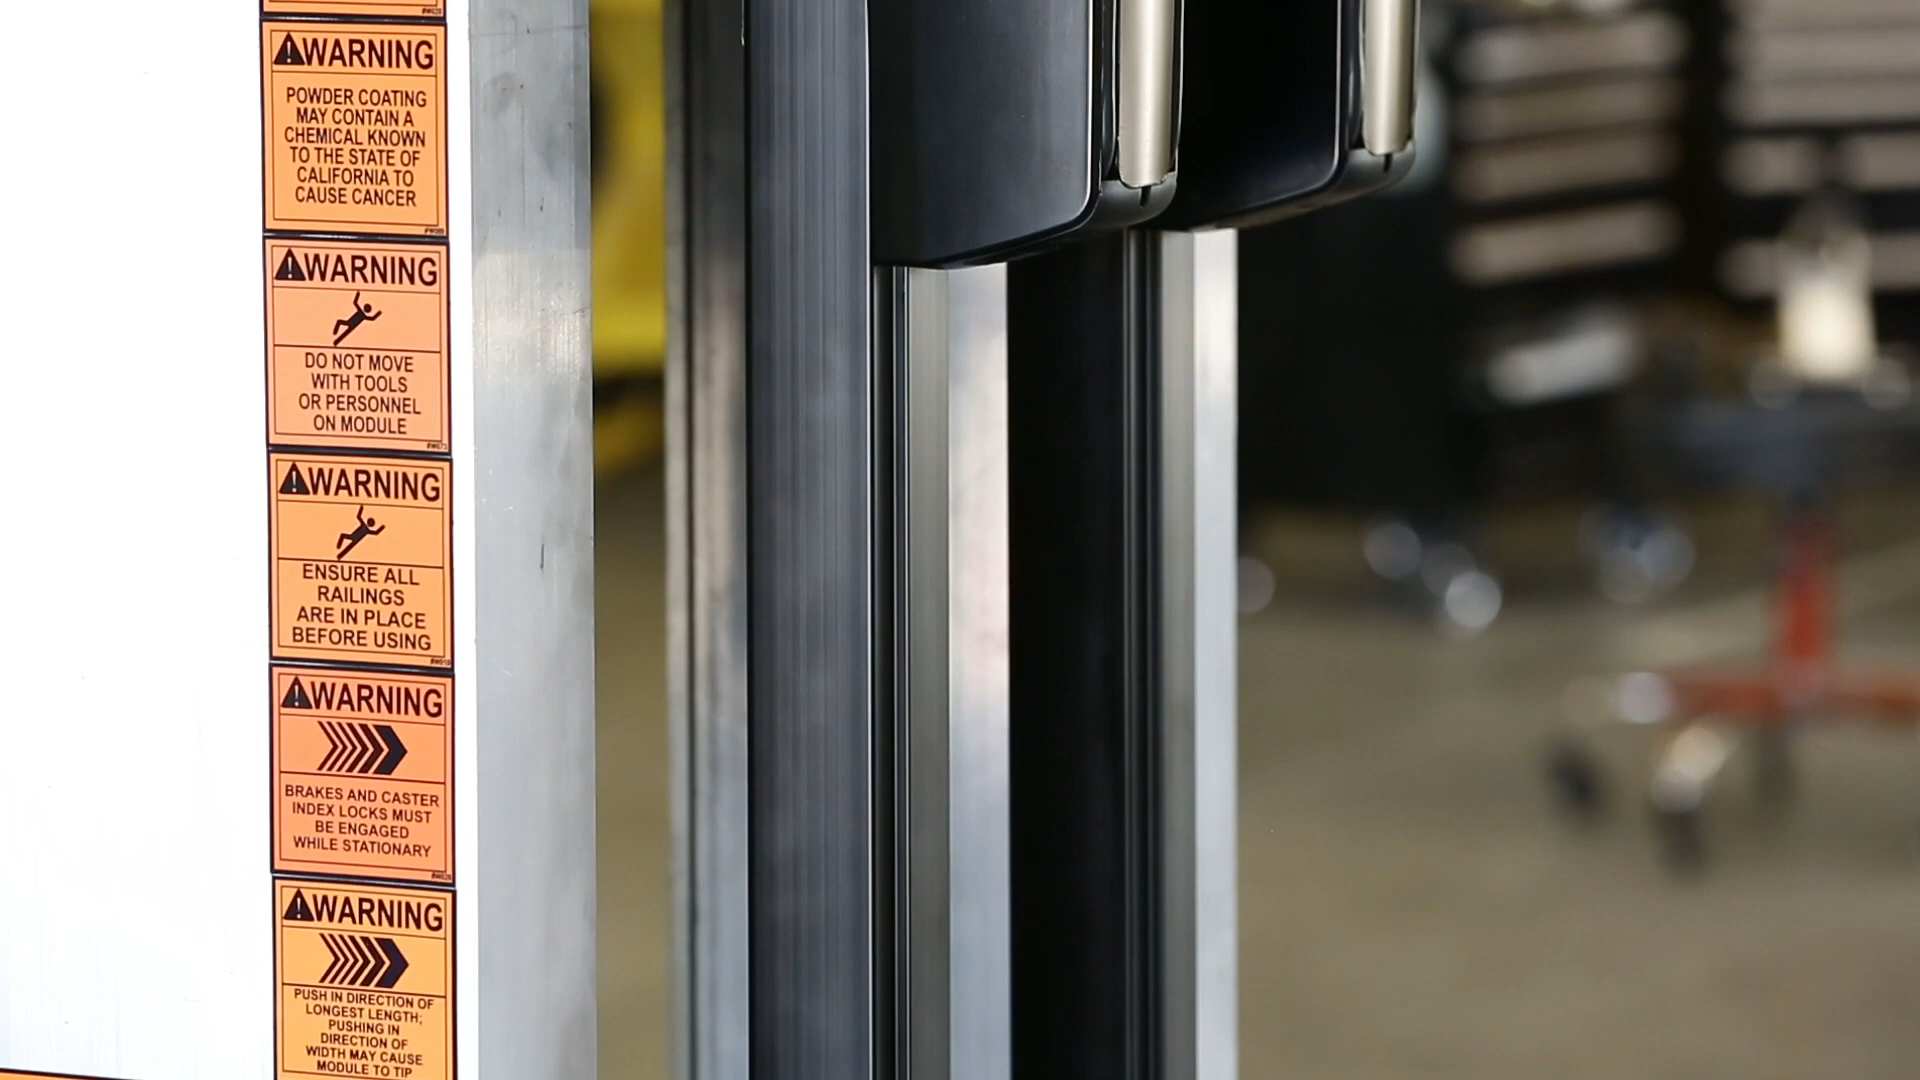 WARNING
POWDER COATING
MAY CONTAIN A
CHEMICAL KNOWN
TO THE STATE OF
CALIFORNIA TO
CAUSE CANCER
WARNING
DO NOT MOVE
WITH TOOLS
OR PERSONNEL
ON MODULE
WARNING
ENSURE ALL
RAILINGS
ARE IN PLACE
BEFORE USING
WARNING
BRAKES AND CASTER
INDEX LOCKS MUST
BE ENGAGED
WHILE STATIONARY
WARNING
PUSH IN DIRECTION OF
LONGEST LENGTH;
PUSHING IN
DIRECTION OF
WIDTH MAY CAUSE
MODULE TO TIP